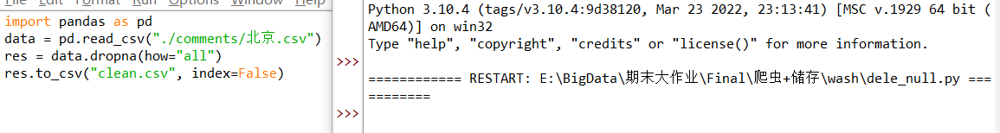 File Edit Format Run Options Window Help
import pandas as pd
data = pd.read_csv("./comments/北京.csv")
res = data.dropna(how="all")
res.to_csv("clean.csv", index=False)
Python 3.10.4 (tags/v3.10.4:9d38120, Mar 23 2022, 23:13:41) [MSC v.1929 64 bit (
AMD64)] on win32
Type "help", "copyright", "credits" or "license()" for more information.
>>>
============ RESTART: E:\BigData\期末大作业\Final\爬虫+储存\wash\dele_null.py ===
===========
>>>